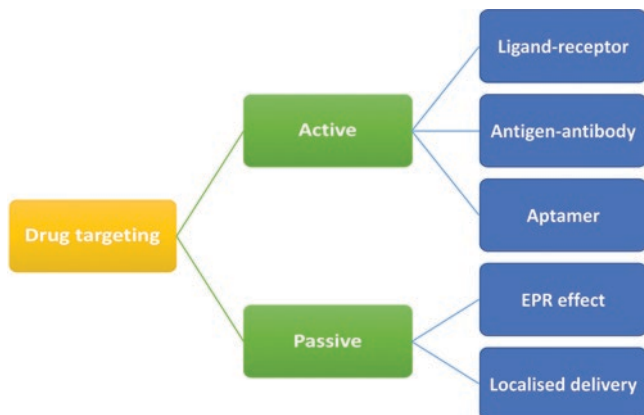 Drug targeting
Active
Ligand-receptor
Antigen-antibody
Aptamer
Passive
EPR effect
Localised delivery